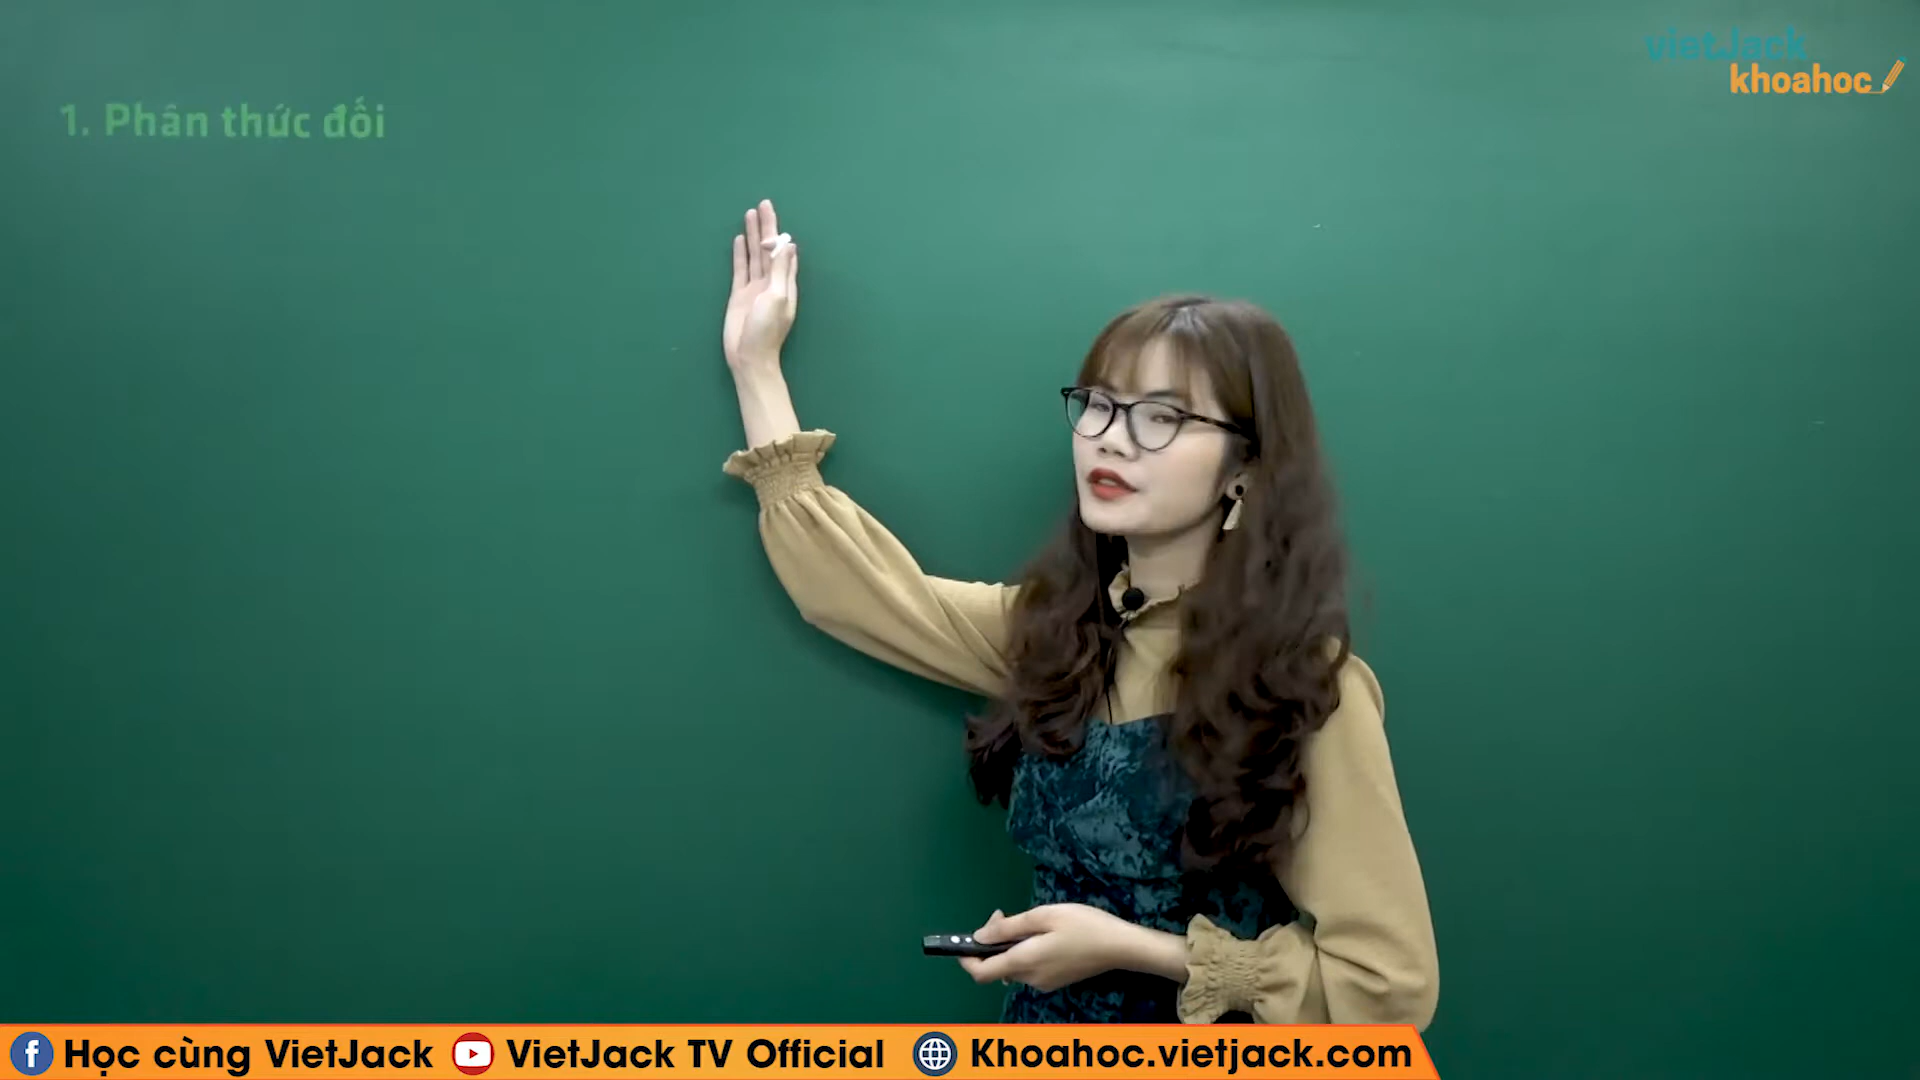 vietJack
khoahoc
1. Phân thức đối
Học cùng VietJack
VietJack TV Official
Khoahoc.vietjack.com